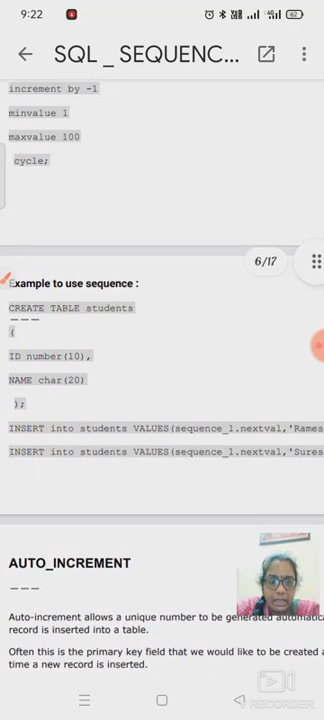 9:22
62
SQL _ SEQUENC...
increment by -1
minvalue 1
maxvalue 100
cycle;
6/17
Example to use sequence :
CREATE TABLE students
(
ID number(10),
NAME char(20)
);
INSERT into students VALUES(sequence_1.nextval,'Rames
INSERT into students VALUES(sequence_1.nextval,'Sures
AUTO_INCREMENT
Auto-increment allows a unique number to be generated automatica
record is inserted into a table.
Often this is the primary key field that we would like to be created a
time a new record is inserted.
RECORDER